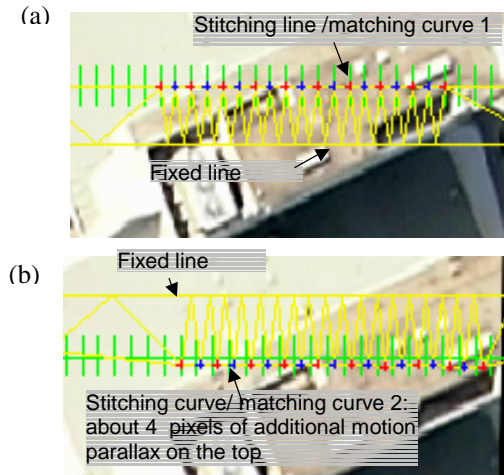 (a)
Stitching line /matching curve 1
Fixed line
(b)
Fixed line
Stitching curve/ matching curve 2:
about 4 pixels of additional motion
parallax on the top